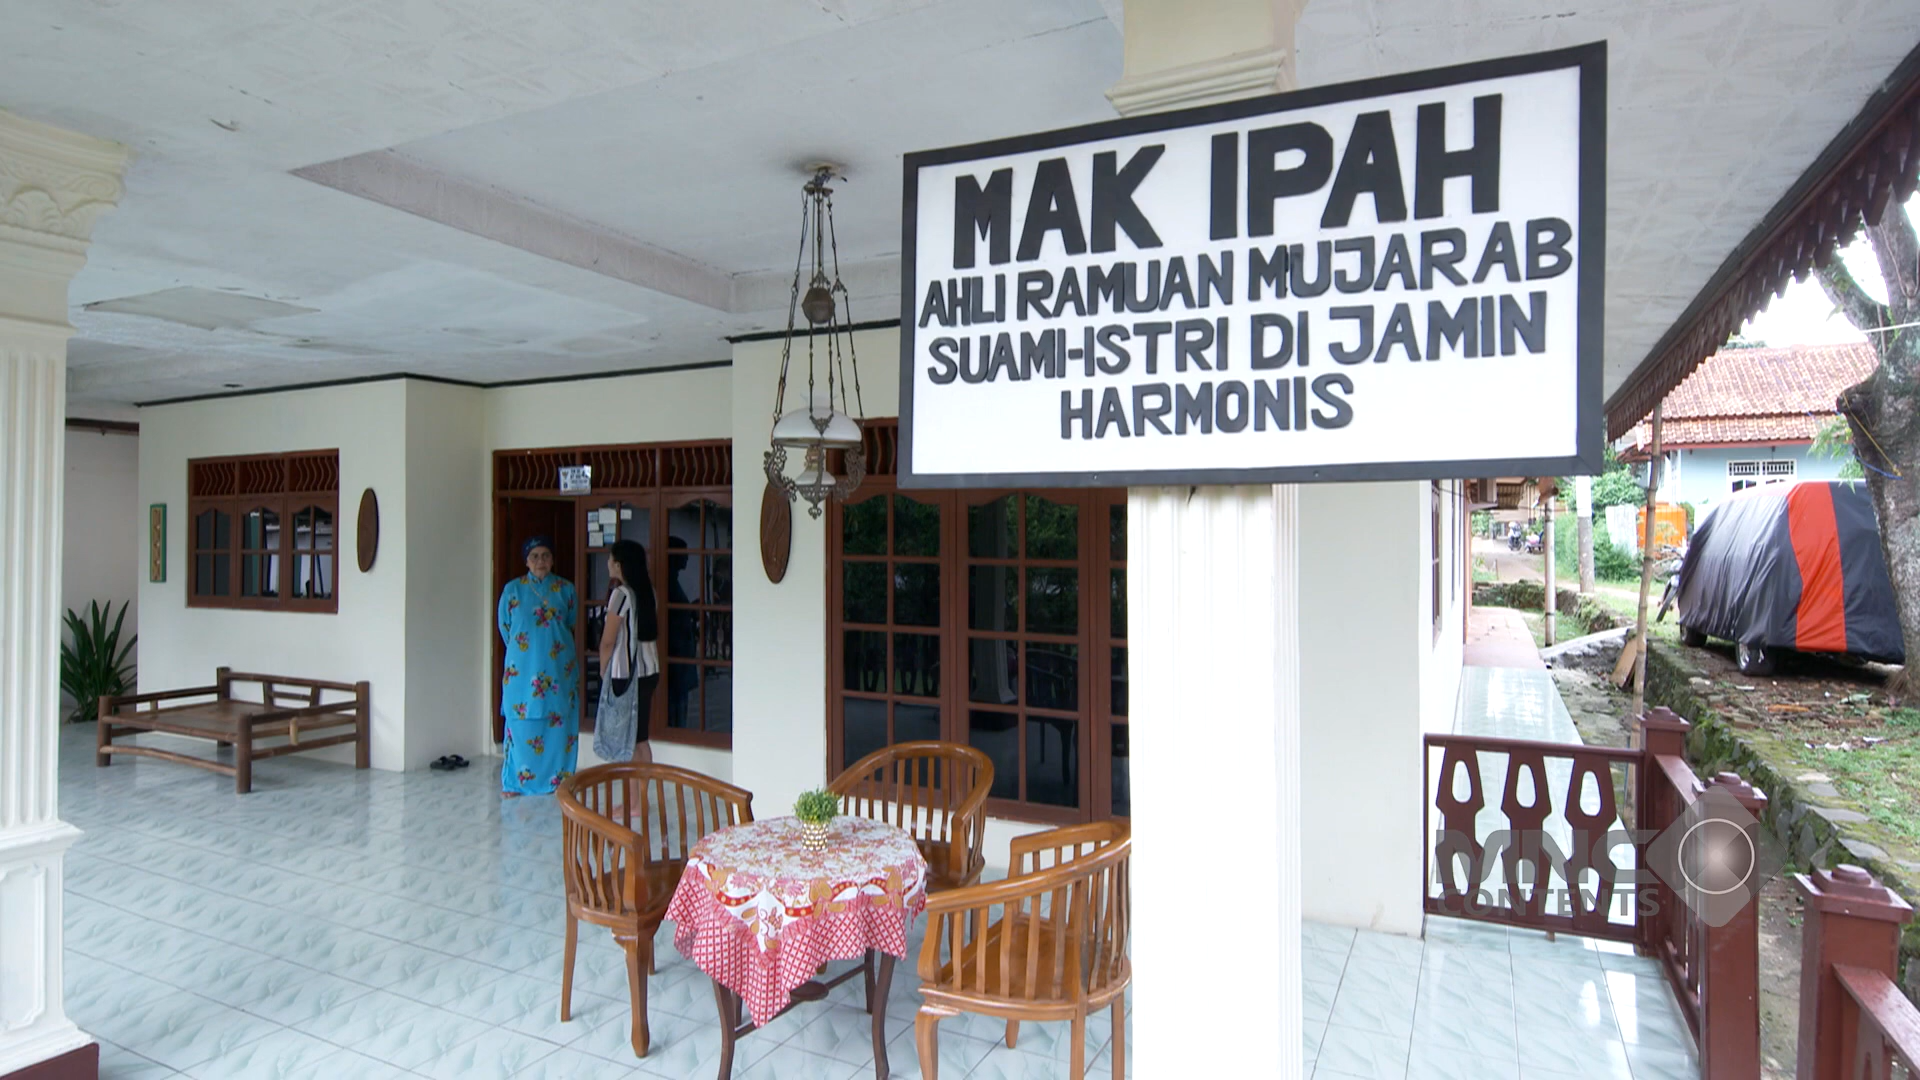 MAK IPAH
AHLI RAMUAN MUJARAB
SUAMI-ISTRI DI JAMIN
HARMONIS
MNC
CONTENTS